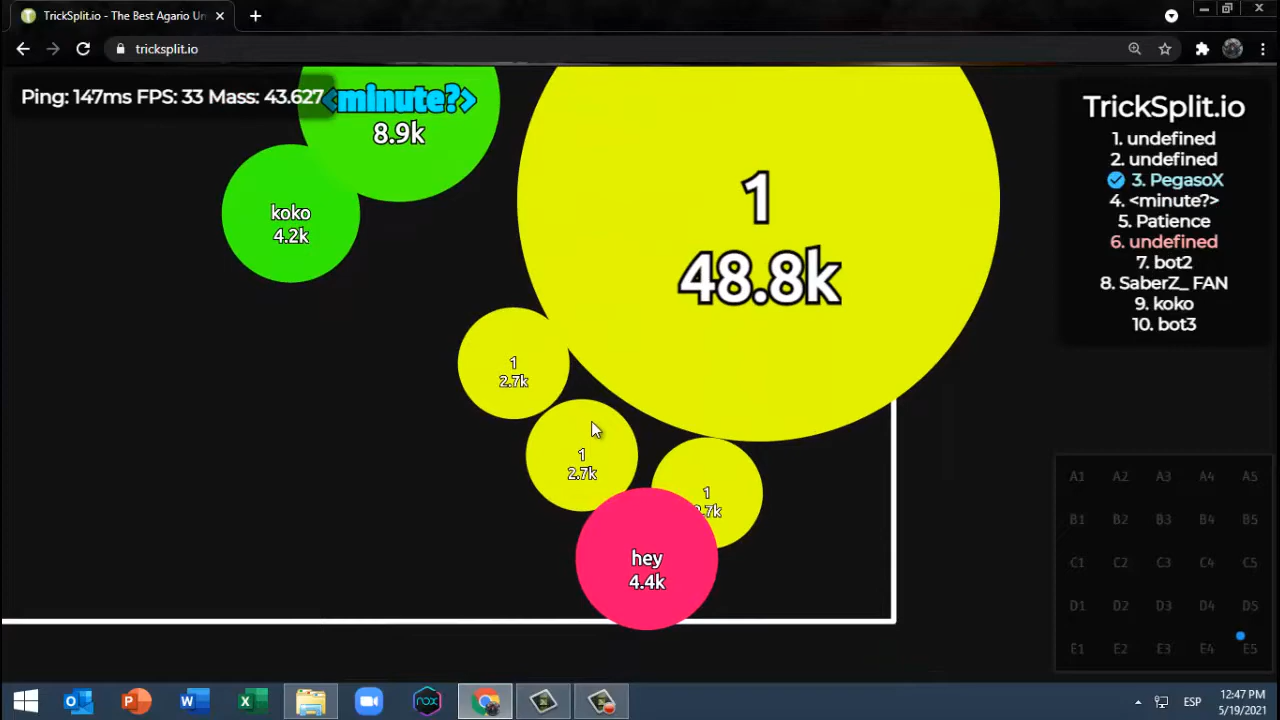 TrickSplit.io - The Best Agario Un
tricksplit.io
Ping: 147ms FPS: 33 Mass: 43.627
<minute?>
8.9k
koko
4.2k
1
48.8k
1
2.7k
1
2.7k
1
2.7k
hey
4.4k
TrickSplit.io
1. undefined
2. undefined
3. PegasoX
4. <minute?>
5. Patience
6. undefined
7. bot2
8. SaberZ_ FAN
9. koko
10. bot3
A1 A2 A3 A4 A5
B1 B2 B3 B4 B5
C1 C2 C3 C4 C5
D1 D2 D3 D4 D5
E1 E2 E3 E4 E5
nox
ESP
12:47 PM
5/19/2021